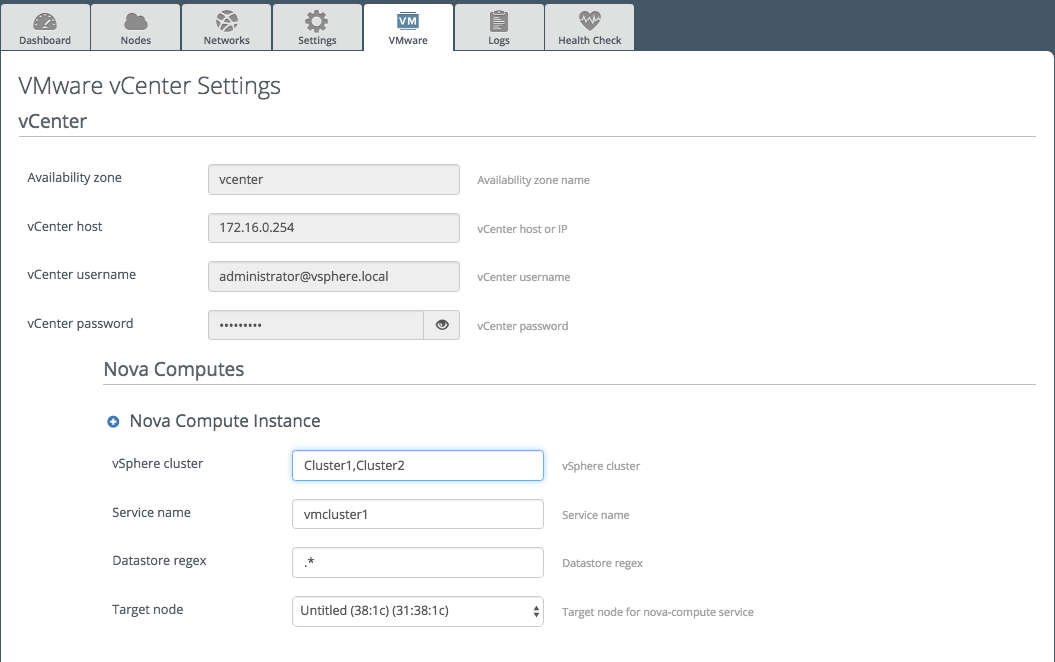 Dashboard Nodes Networks Settings VM VMware Logs Health Check
VMware vCenter Settings
vCenter
Availability zone vcenter Availability zone name
vCenter host 172.16.0.254 vCenter host or IP
vCenter username administrator@vsphere.local vCenter username
vCenter password ••••••••• vCenter password
Nova Computes
Nova Compute Instance
vSphere cluster Cluster1,Cluster2 vSphere cluster
Service name vmcluster1 Service name
Datastore regex .* Datastore regex
Target node Untitled (38:1c) (31:38:1c) Target node for nova-compute service